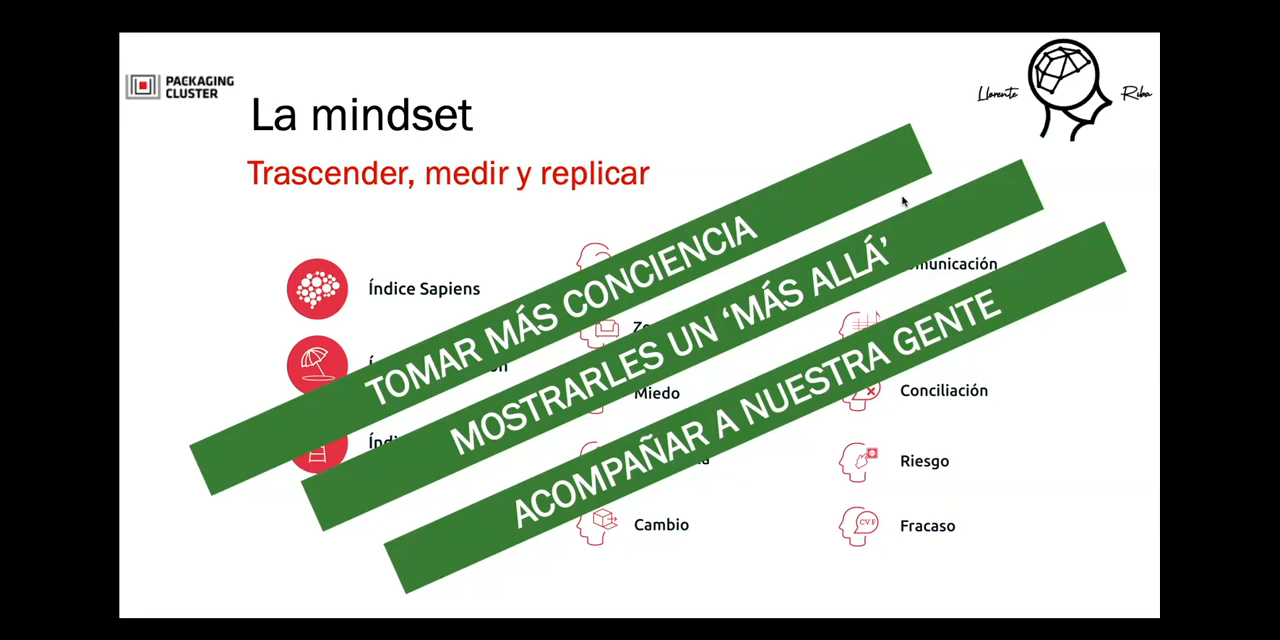 PACKAGING
CLUSTER
Llorente
Riba
La mindset
Trascender, medir y replicar
Índice Sapiens
TOMAR MÁS CONCIENCIA
MOSTRARLES UN ‘MÁS ALLÁ’
ACOMPAÑAR A NUESTRA GENTE
Miedo
Cambio
Conciliación
Riesgo
CV F
Fracaso